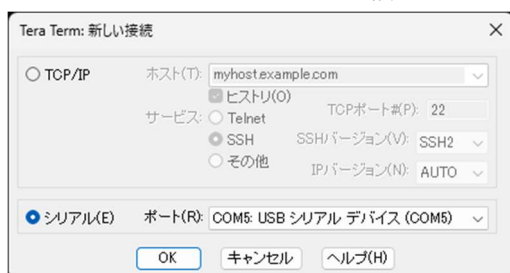 Tera Term: 新しい接続
TCP/IP ホスト(T): myhost.example.com
ヒストリ(O)
サービス: Telnet TCPポート#(P): 22
SSH SSHバージョン(V): SSH2
その他 IPバージョン(N): AUTO
シリアル(E) ポート(R): COM5: USB シリアル デバイス (COM5)
OK キャンセル ヘルプ(H)